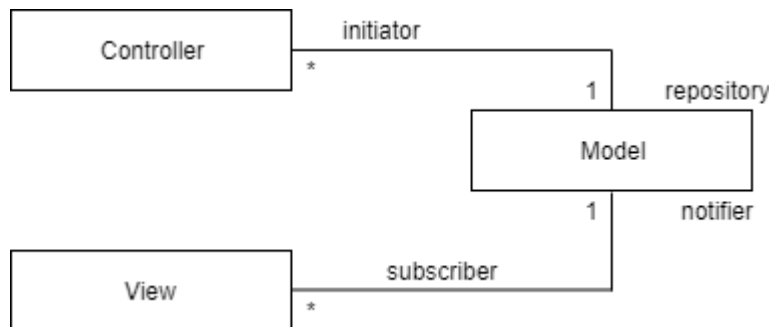 initiator
Controller
*
1
repository
Model
1
notifier
subscriber
View
*